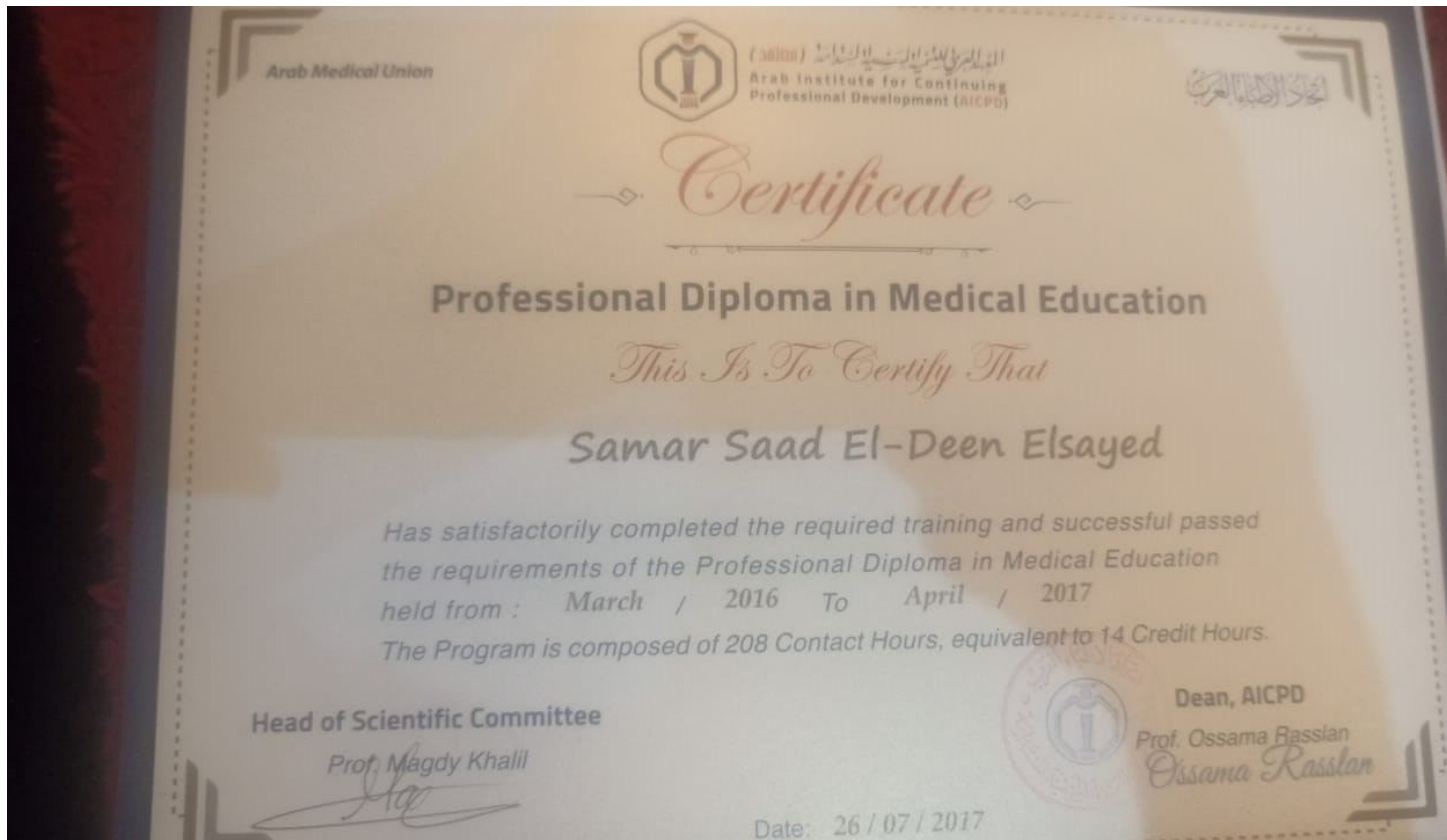 Arab Medical Union
Arab Institute for Continuing
Professional Development (AICPD)
اتحاد الأطباء العرب
Certificate
Professional Diploma in Medical Education
This Is To Certify That
Samar Saad El-Deen Elsayed
Has satisfactorily completed the required training and successful passed
the requirements of the Professional Diploma in Medical Education
held from : March / 2016 To April / 2017
The Program is composed of 208 Contact Hours, equivalent to 14 Credit Hours.
Head of Scientific Committee
Prof. Magdy Khalil
Dean, AICPD
Prof. Ossama Rasslan
Ossama Rasslan
Date: 26 / 07 / 2017